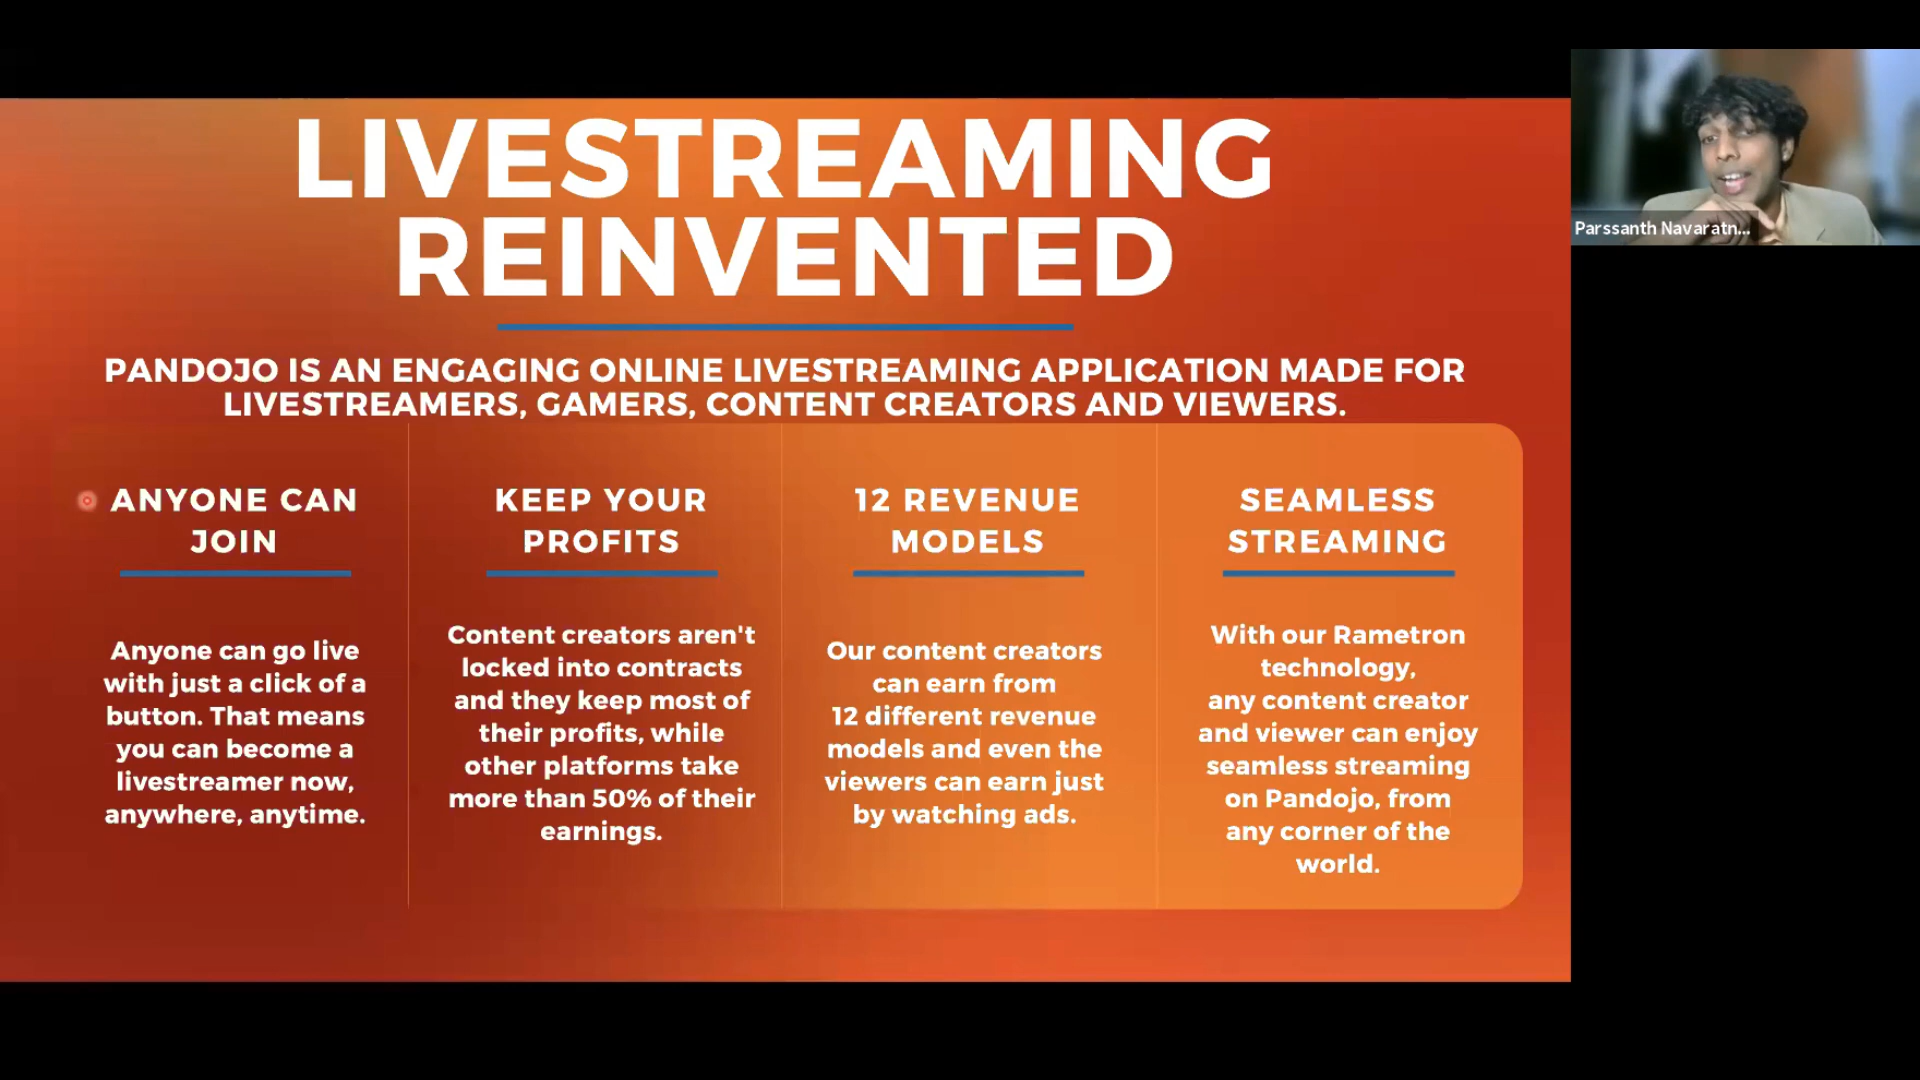 LIVESTREAMING
REINVENTED
PANDOJO IS AN ENGAGING ONLINE LIVESTREAMING APPLICATION MADE FOR
LIVESTREAMERS, GAMERS, CONTENT CREATORS AND VIEWERS.
ANYONE CAN
JOIN
Anyone can go live
with just a click of a
button. That means
you can become a
livestreamer now,
anywhere, anytime.
KEEP YOUR
PROFITS
Content creators aren't
locked into contracts
and they keep most of
their profits, while
other platforms take
more than 50% of their
earnings.
12 REVENUE
MODELS
Our content creators
can earn from
12 different revenue
models and even the
viewers can earn just
by watching ads.
SEAMLESS
STREAMING
With our Rametron
technology,
any content creator
and viewer can enjoy
seamless streaming
on Pandojo, from
any corner of the
world.
Parssanth Navaratn...